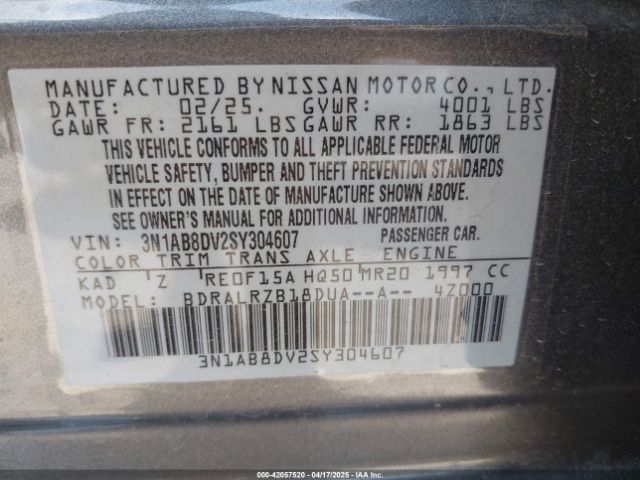 MANUFACTURED BY NISSAN MOTOR CO., LTD.
DATE: 02/25. GVWR: 4001 LBS
GAWR FR: 2161 LBS GAWR RR: 1863 LBS
THIS VEHICLE CONFORMS TO ALL APPLICABLE FEDERAL MOTOR
VEHICLE SAFETY, BUMPER AND THEFT PREVENTION STANDARDS
IN EFFECT ON THE DATE OF MANUFACTURE SHOWN ABOVE.
SEE OWNER'S MANUAL FOR ADDITIONAL INFORMATION.
VIN: 3N1AB8DV2SY304607 PASSENGER CAR.
COLOR TRIM TRANS AXLE ENGINE
KAD Z RE0F15A HQ50 MR20 1997 CC
MODEL: BDRALRZB18DUA--A-- 4Z000
3N1AB8DV2SY304607
000-42057520 - 04/17/2025 - IAAI.COM